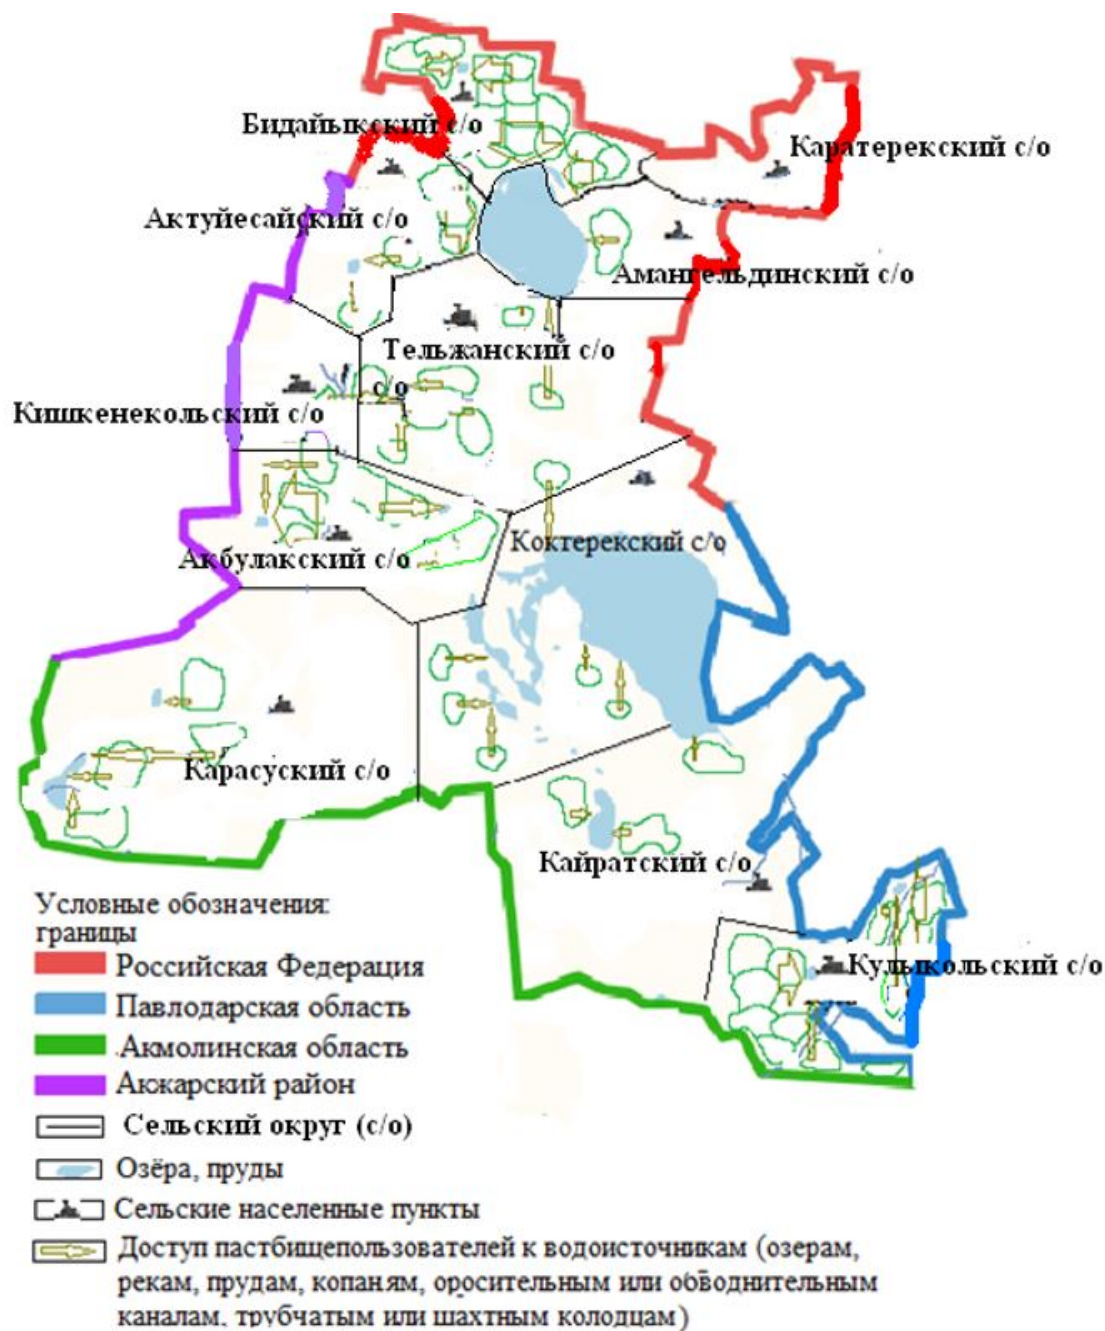 Бидайыкский с/о
Каратерекский с/о
Актуйесайский с/о
Амангельдинский с/о
Тельжанский с/о
с/о
Кишкенекольский с/о
Коктерекский с/о
Акбулакский с/о
Карасуский с/о
Кайратский с/о
Кулыкольский с/о
Условные обозначения:
границы
Российская Федерация
Павлодарская область
Акмолинская область
Акжарский район
Сельский округ (с/о)
Озёра, пруды
Сельские населенные пункты
Доступ пастбищепользователей к водоисточникам (озерам,
рекам, прудам, копаням, оросительным или обводнительным
каналам, трубчатым или шахтным колодцам)